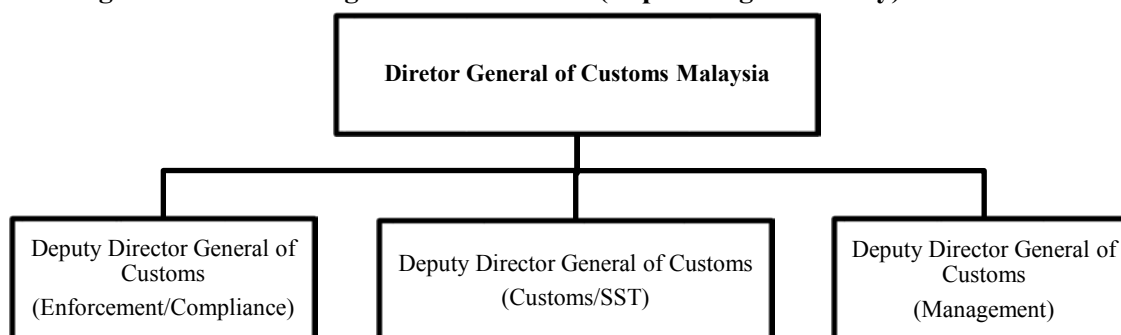 Diretor General of Customs Malaysia
Deputy Director General of
Customs
(Enforcement/Compliance)
Deputy Director General of Customs
(Customs/SST)
Deputy Director General of
Customs
(Management)